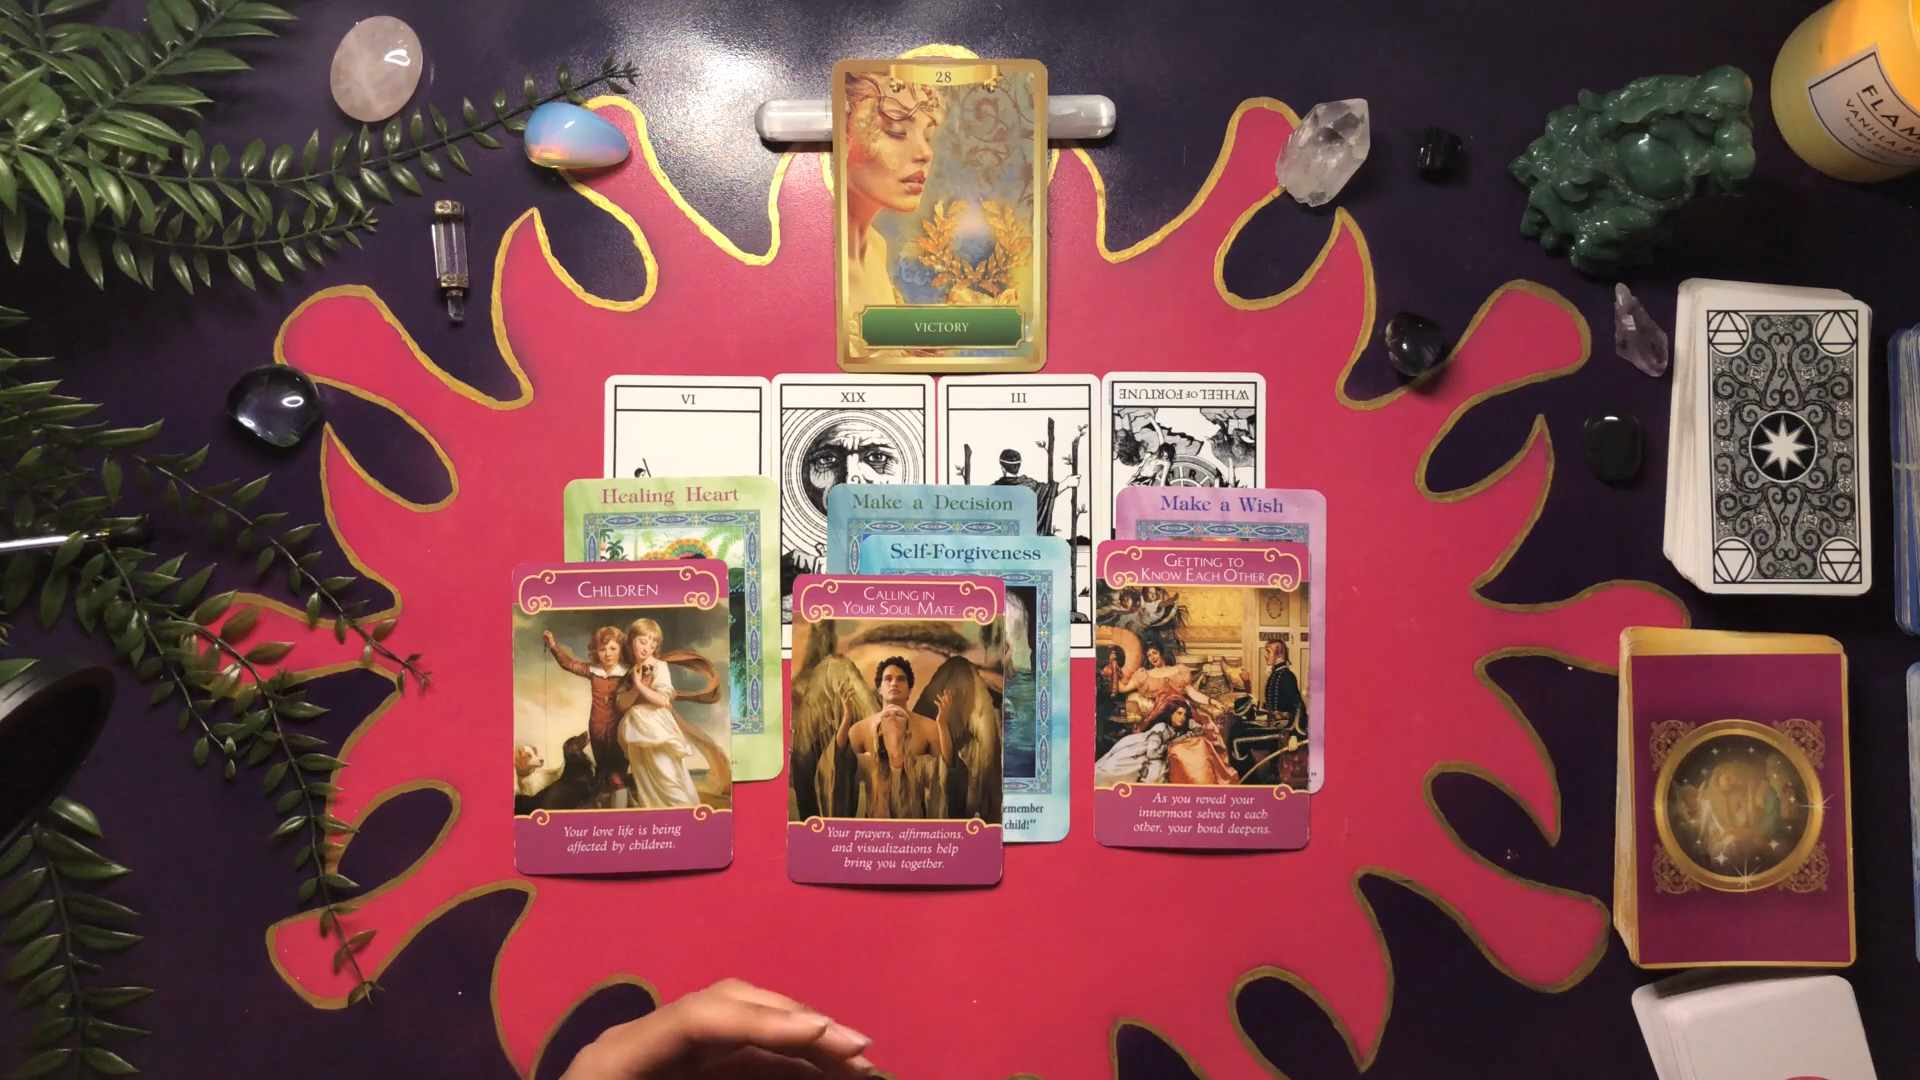 28
VICTORY
VI
XIX
III
WHEEL OF FORTUNE
Healing Heart
Make a Decision
Self-Forgiveness
Make a Wish
CHILDREN
Your love life is being
affected by children.
CALLING IN
YOUR SOUL MATE
Your prayers, affirmations,
and visualizations help
bring you together.
emember
child!"
GETTING TO
KNOW EACH OTHER
As you reveal your
innermost selves to each
other, your bond deepens.
FLAM
VANILLA B